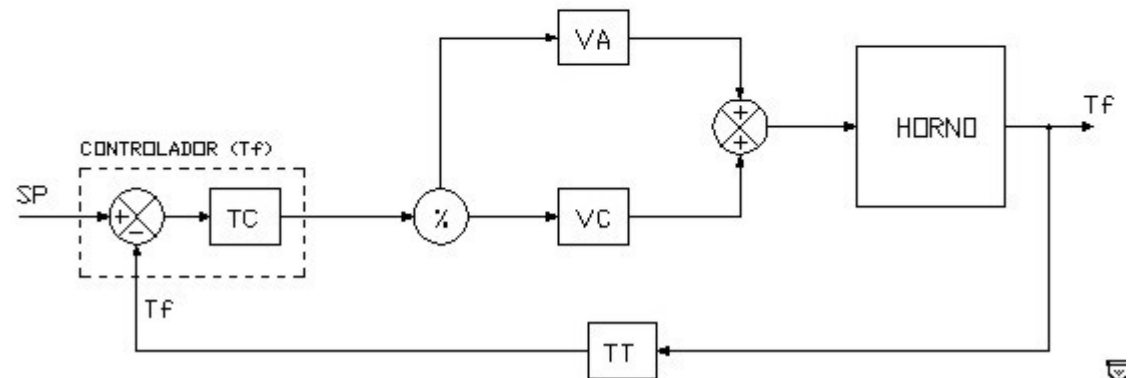 VA
CONTROLADOR (Tf)
SP
+
-
TC
%
VC
+
+
HORNO
Tf
Tf
TT